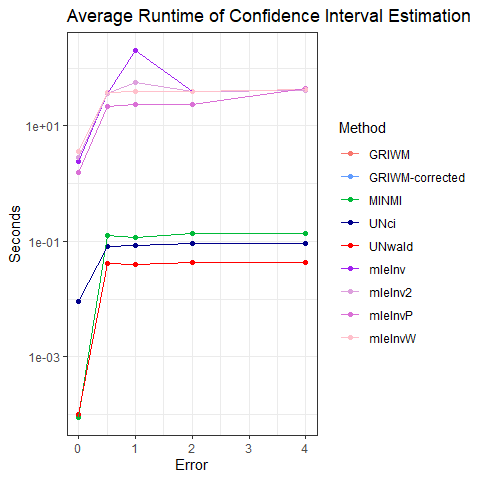 Average Runtime of Confidence Interval Estimation
1e+01
1e-01
1e-03
Seconds
0
1
2
3
4
Error
Method
GRIWM
GRIWM-corrected
MINMI
UNci
UNwald
mleInv
mleInv2
mleInvP
mleInvW